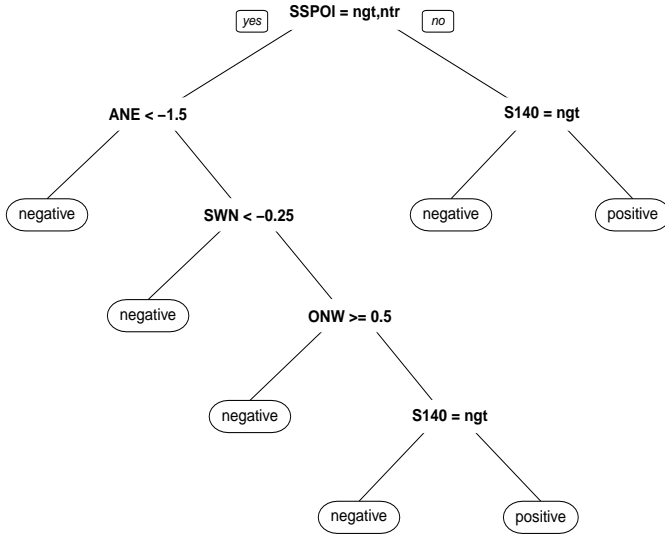 SSPOI = ngt,ntr
yes
no
ANE < −1.5
S140 = ngt
negative
SWN < −0.25
negative
positive
negative
ONW >= 0.5
negative
S140 = ngt
negative
positive